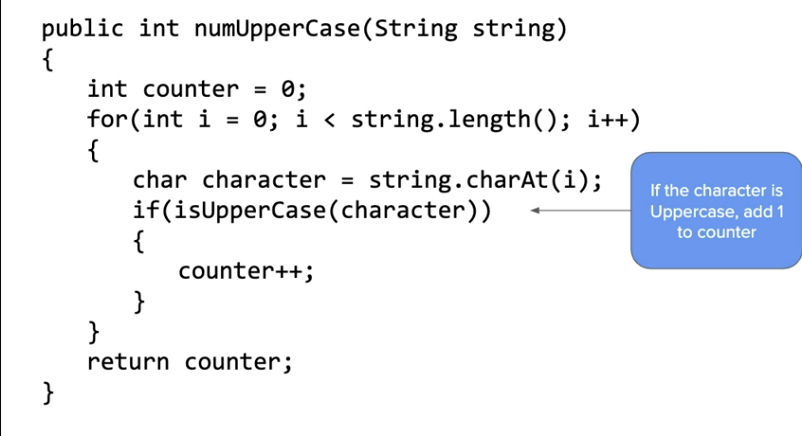 public int numUpperCase(String string)
{
int counter = 0;
for(int i = 0; i < string.length(); i++)
{
char character = string.charAt(i);
if(isUpperCase(character))
{
counter++;
}
}
return counter;
}
If the character is
Uppercase, add 1
to counter